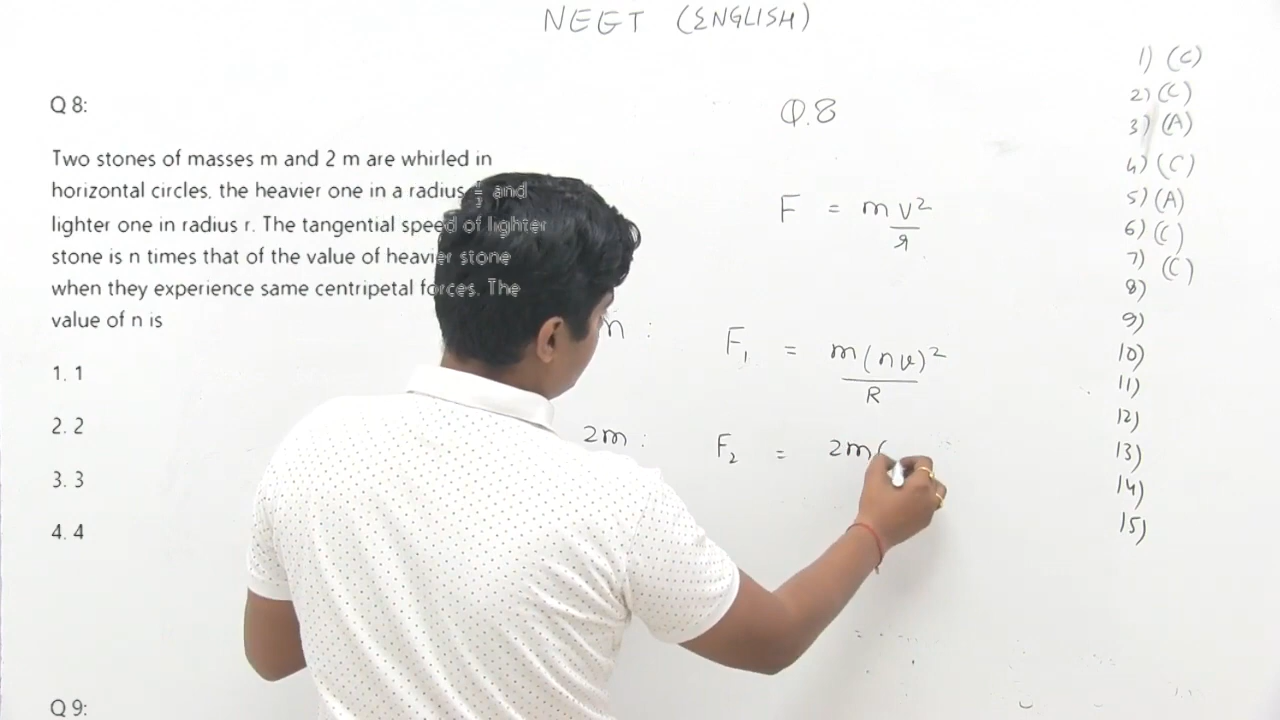 NEET (ENGLISH)
Q 8:
Two stones of masses m and 2 m are whirled in
horizontal circles, the heavier one in a radius r/2 and
lighter one in radius r. The tangential speed of lighter
stone is n times that of the value of heavier stone
when they experience same centripetal forces. The
value of n is
1. 1
2. 2
3. 3
4. 4
Q 9:
Q.8
F = mv²/r
m :
F₁ = m(nv)²/R
2m :
F₂ = 2m(
1) (C)
2) (C)
3) (A)
4) (C)
5) (A)
6) (C)
7) (C)
8)
9)
10)
11)
12)
13)
14)
15)